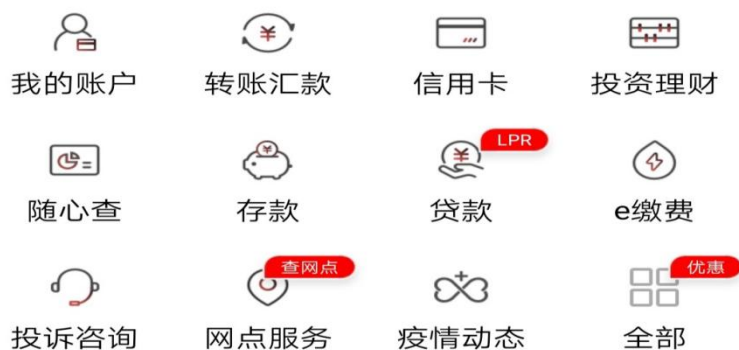 我的账户 转账汇款 信用卡 投资理财
LPR
随心查 存款 贷款 e缴费
查网点 优惠
投诉咨询 网点服务 疫情动态 全部